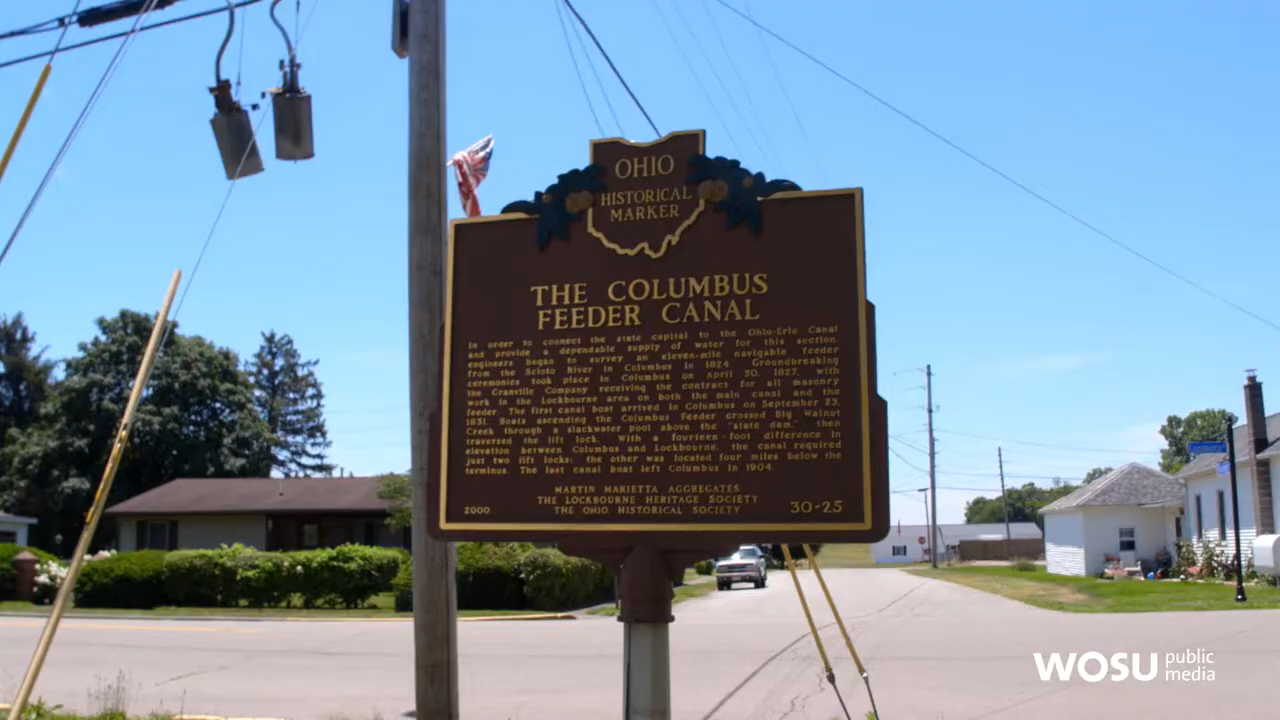 OHIO
HISTORICAL
MARKER
THE COLUMBUS
FEEDER CANAL
In order to connect the state capital to the Ohio-Erie Canal
and provide a dependable supply of water for this section,
engineers began to survey an eleven-mile navigable feeder
from the Scioto River in Columbus in 1824. Groundbreaking
ceremonies took place in Columbus on April 30, 1827, with
the Granville Company receiving the contract for all masonry
work in the Lockbourne area on both the main canal and the
feeder. The first canal boat arrived in Columbus on September 23,
1831. Boats ascending the Columbus Feeder crossed Big Walnut
Creek through a slackwater pool above the "state dam," then
traversed the lift lock. With a fourteen-foot difference in
elevation between Columbus and Lockbourne, the canal required
just two lift locks; the other was located four miles below the
terminus. The last canal boat left Columbus in 1904.
MARTIN MARIETTA AGGREGATES
THE LOCKBOURNE HERITAGE SOCIETY
2000 THE OHIO HISTORICAL SOCIETY 30-25
WOSU public media